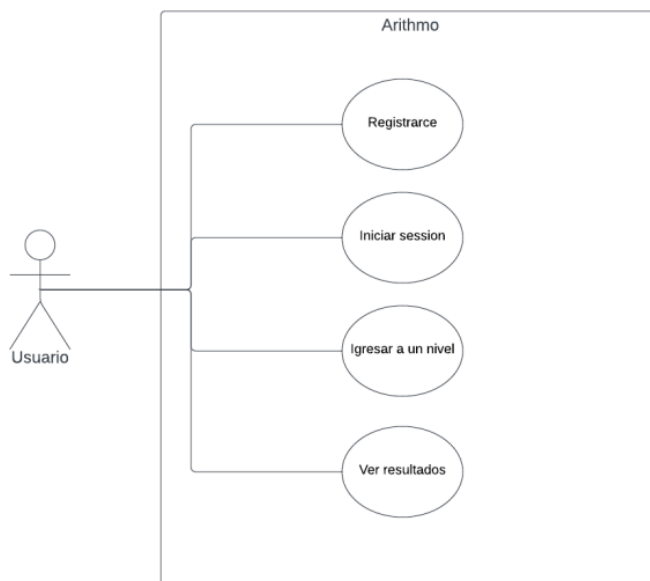 Arithmo
Registrarce
Iniciar session
Usuario
Igresar a un nivel
Ver resultados